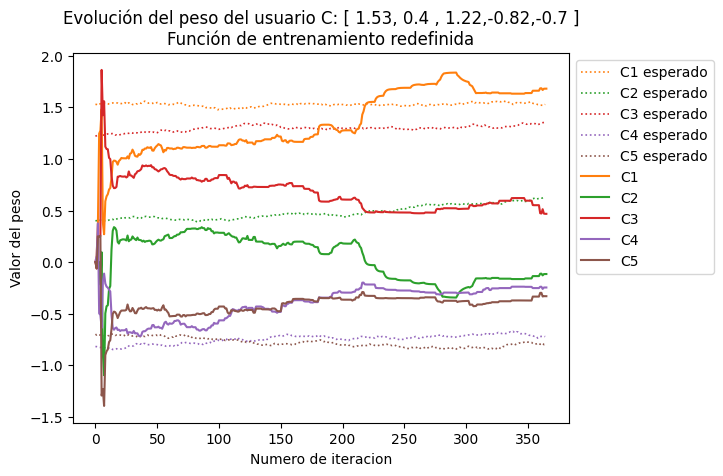 Evolución del peso del usuario C: [ 1.53, 0.4 , 1.22,-0.82,-0.7 ]
Función de entrenamiento redefinida
Valor del peso
2.0
1.5
1.0
0.5
0.0
−0.5
−1.0
−1.5
0 50 100 150 200 250 300 350
Numero de iteracion
C1 esperado
C2 esperado
C3 esperado
C4 esperado
C5 esperado
C1
C2
C3
C4
C5